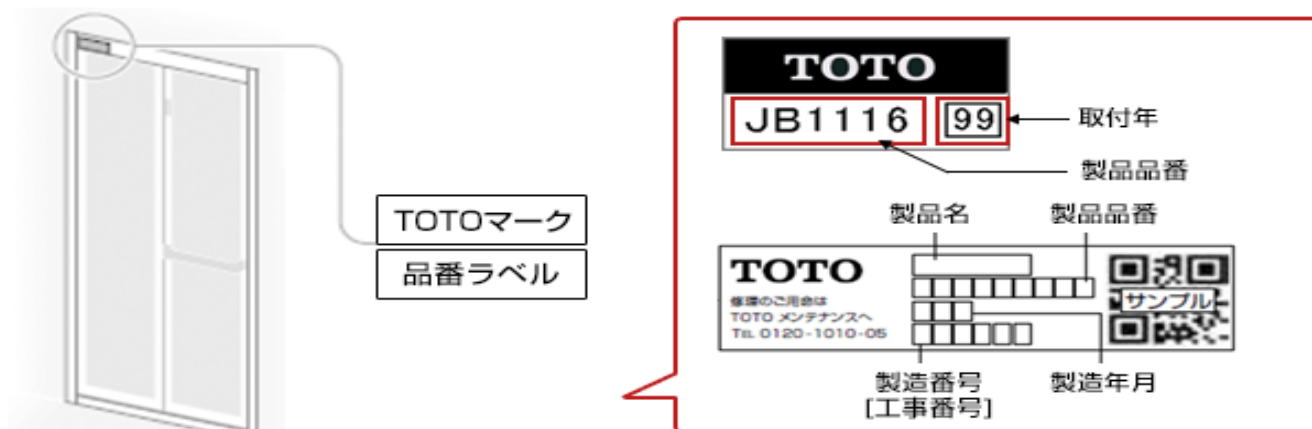 TOTOマーク
品番ラベル
TOTO
JB1116 99
取付年
製品品番
製品名 製品品番
TOTO
修理のご用命は
TOTO メンテナンスへ
TEL 0120-1010-05
サンプル
製造番号 製造年月
[工事番号]